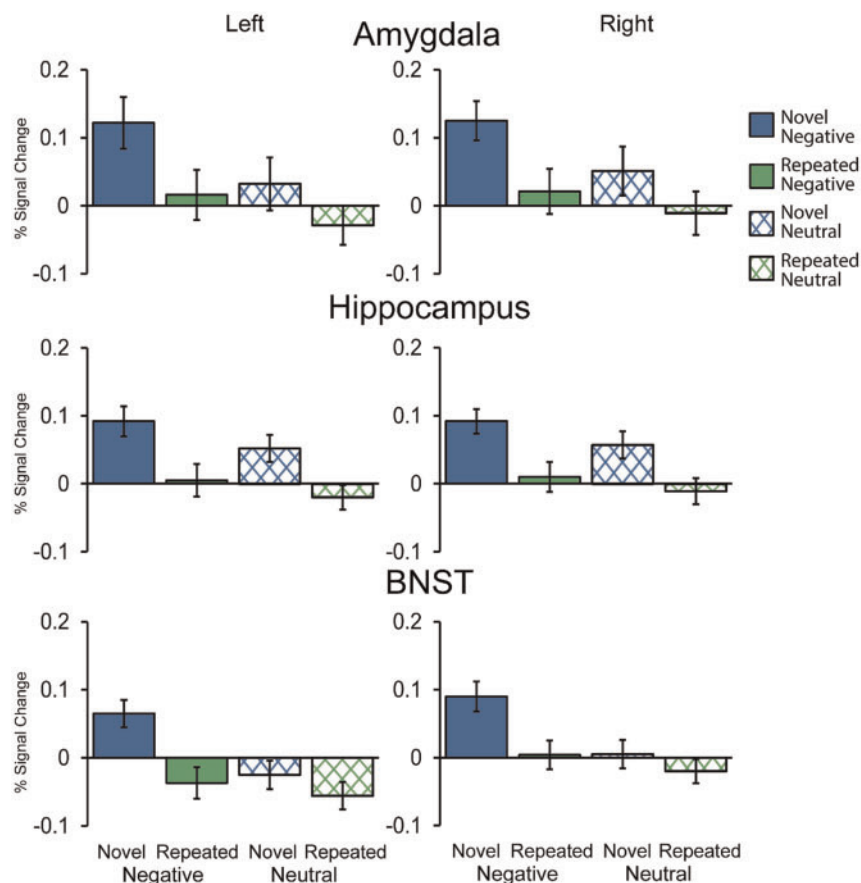 Left
Right
Amygdala
% Signal Change
0.2
0.1
0
-0.1
0.2
0.1
0
-0.1
Novel
Negative
Repeated
Negative
Novel
Neutral
Repeated
Neutral
Hippocampus
% Signal Change
0.2
0.1
0
-0.1
0.2
0.1
0
-0.1
BNST
% Signal Change
0.2
0.1
0
-0.1
0.2
0.1
0
-0.1
Novel Repeated Novel Repeated
Negative Neutral
Novel Repeated Novel Repeated
Negative Neutral